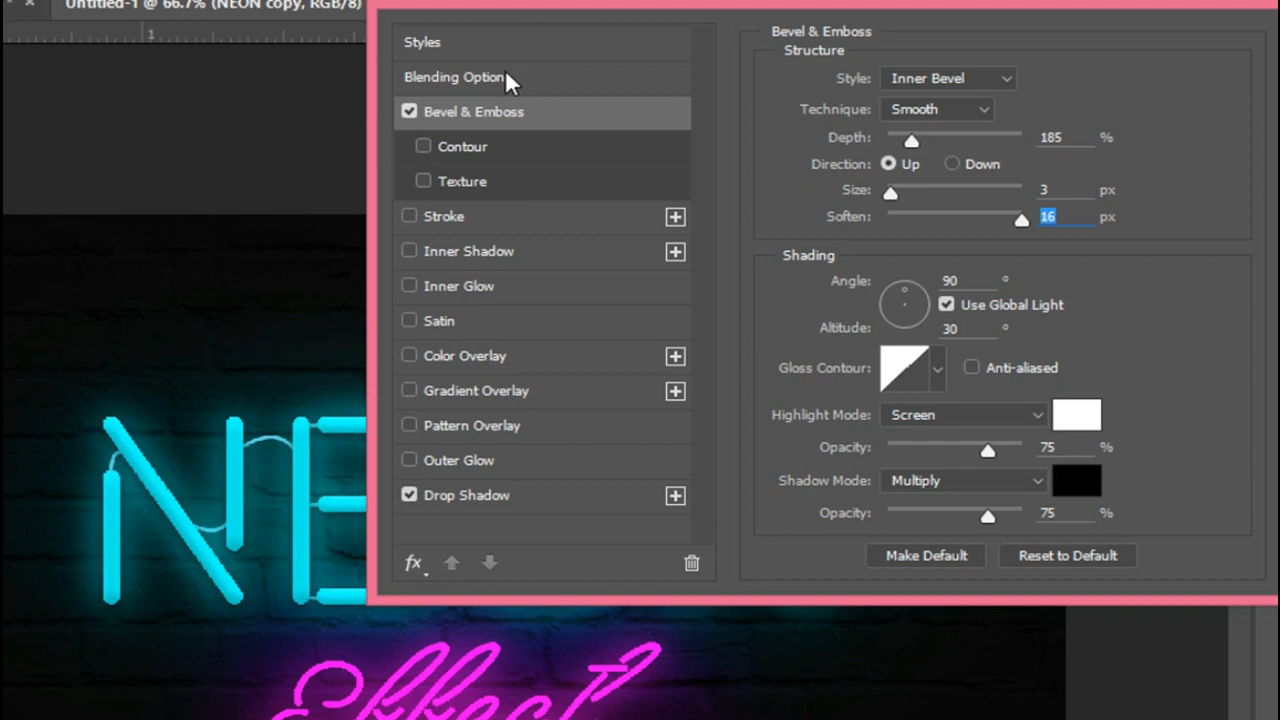 Untitled-1 @ 66.7% (NEON copy, RGB/8)
1
Styles
Blending Option
Bevel & Emboss
Contour
Texture
Stroke
Inner Shadow
Inner Glow
Satin
Color Overlay
Gradient Overlay
Pattern Overlay
Outer Glow
Drop Shadow
fx
Bevel & Emboss
Structure
Style: Inner Bevel
Technique: Smooth
Depth: 185 %
Direction: Up Down
Size: 3 px
Soften: 16 px
Shading
Angle: 90 °
Use Global Light
Altitude: 30 °
Gloss Contour: Anti-aliased
Highlight Mode: Screen
Opacity: 75 %
Shadow Mode: Multiply
Opacity: 75 %
Make Default Reset to Default
NE
Effect